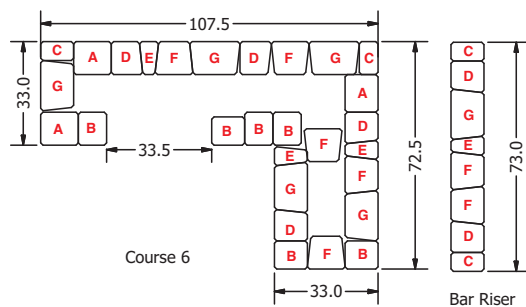 107.5
C A D E F G D F G C C
33.0 G A D
A B B B B D 72.5 G 73.0
33.5 F
E E E
G F F
G F
D D
B F B C
Course 6
33.0 Bar Riser